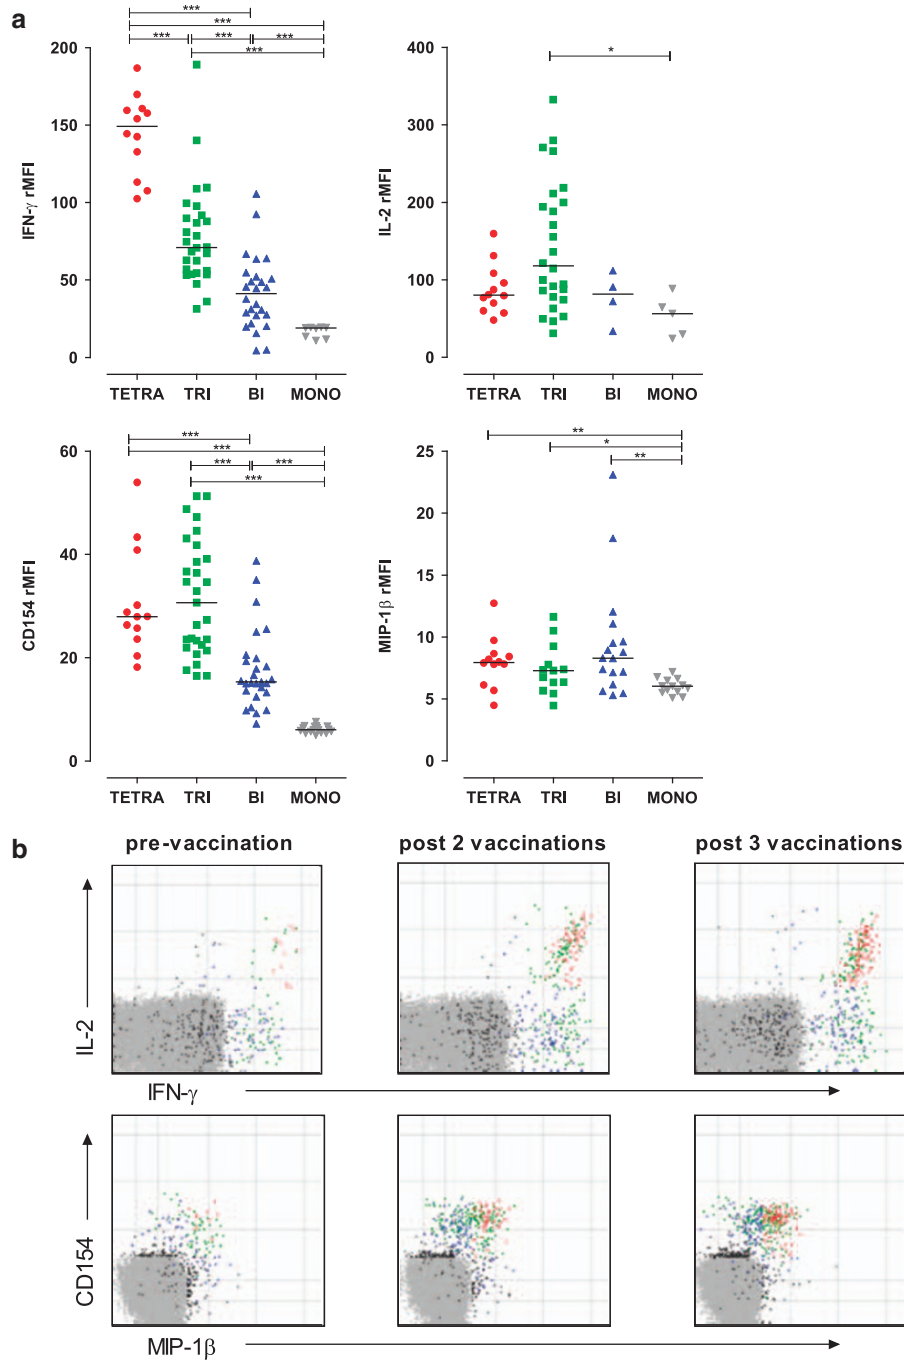 a
***
***
*** *** ***
***
200
150
100
50
0
IFN-γ rMFI
TETRA TRI BI MONO
*
400
300
200
100
0
IL-2 rMFI
TETRA TRI BI MONO
***
***
*** ***
***
60
40
20
0
CD154 rMFI
TETRA TRI BI MONO
**
*
**
25
20
15
10
5
0
MIP-1β rMFI
TETRA TRI BI MONO
b
pre-vaccination post 2 vaccinations post 3 vaccinations
IL-2
IFN-γ
CD154
MIP-1β